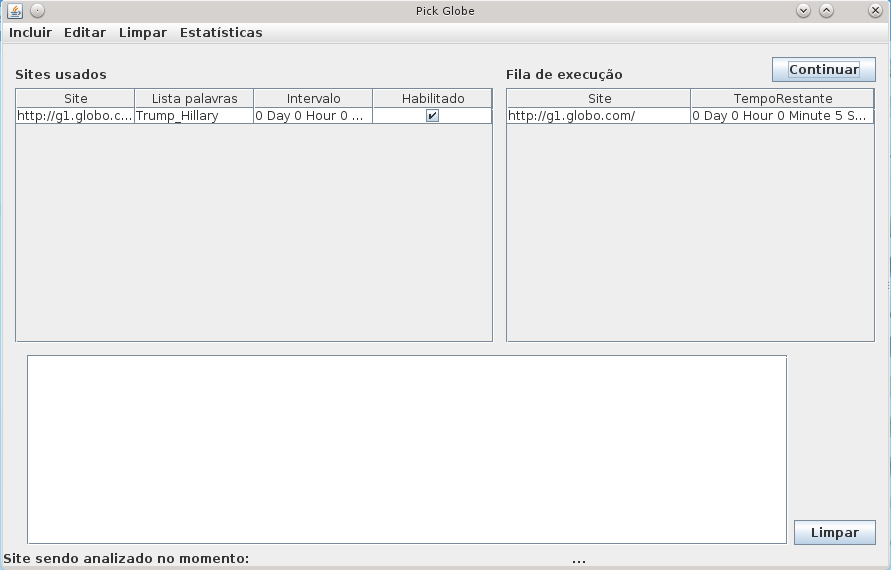 Pick Globe
Incluir Editar Limpar Estatísticas
Sites usados
Fila de execução
Continuar
Site Lista palavras Intervalo Habilitado
http://g1.globo.c... Trump_Hillary 0 Day 0 Hour 0 ...
Site TempoRestante
http://g1.globo.com/ 0 Day 0 Hour 0 Minute 5 S...
Limpar
Site sendo analizado no momento: ...